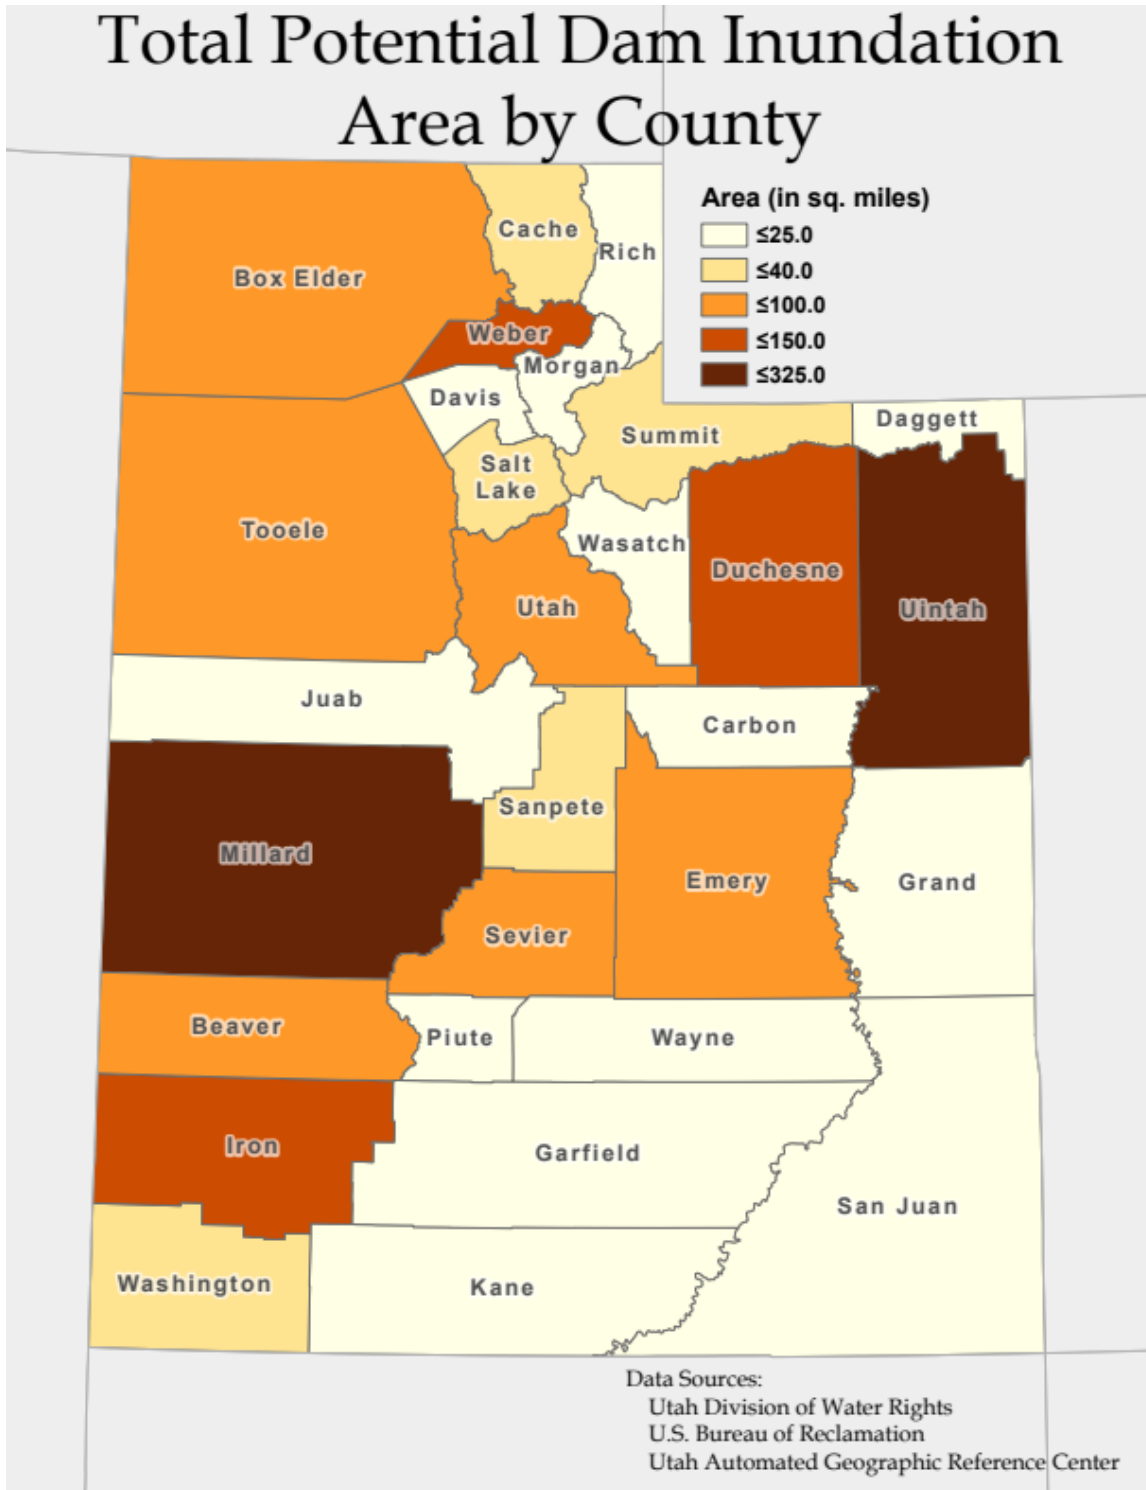 Total Potential Dam Inundation
Area by County
Area (in sq. miles)
≤25.0
≤40.0
≤100.0
≤150.0
≤325.0
Cache
Rich
Box Elder
Weber
Morgan
Davis
Daggett
Summit
Salt
Lake
Tooele
Wasatch
Duchesne
Utah
Uintah
Juab
Carbon
Sanpete
Millard
Emery
Grand
Sevier
Beaver
Piute
Wayne
Iron
Garfield
San Juan
Washington
Kane
Data Sources:
Utah Division of Water Rights
U.S. Bureau of Reclamation
Utah Automated Geographic Reference Center